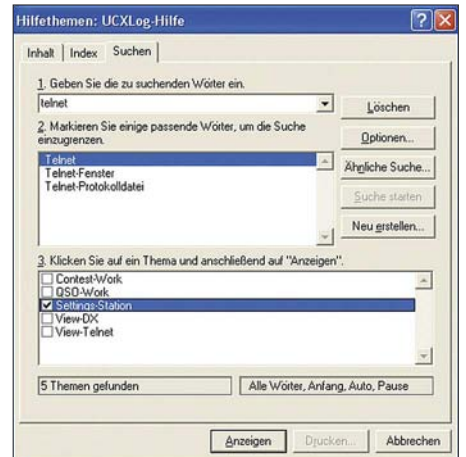 Hilfethemen: UCXLog-Hilfe
Inhalt Index Suchen
1. Geben Sie die zu suchenden Wörter ein.
telnet
Löschen
2. Markieren Sie einige passende Wörter, um die Suche
einzugrenzen.
Optionen...
Telnet
Telnet-Fenster
Telnet-Protokolldatei
Ähnliche Suche...
Suche starten
Neu erstellen...
3. Klicken Sie auf ein Thema und anschließend auf "Anzeigen".
Contest-Work
QSO-Work
Settings-Station
View-DX
View-Telnet
5 Themen gefunden
Alle Wörter, Anfang, Auto, Pause
Anzeigen
Drucken...
Abbrechen